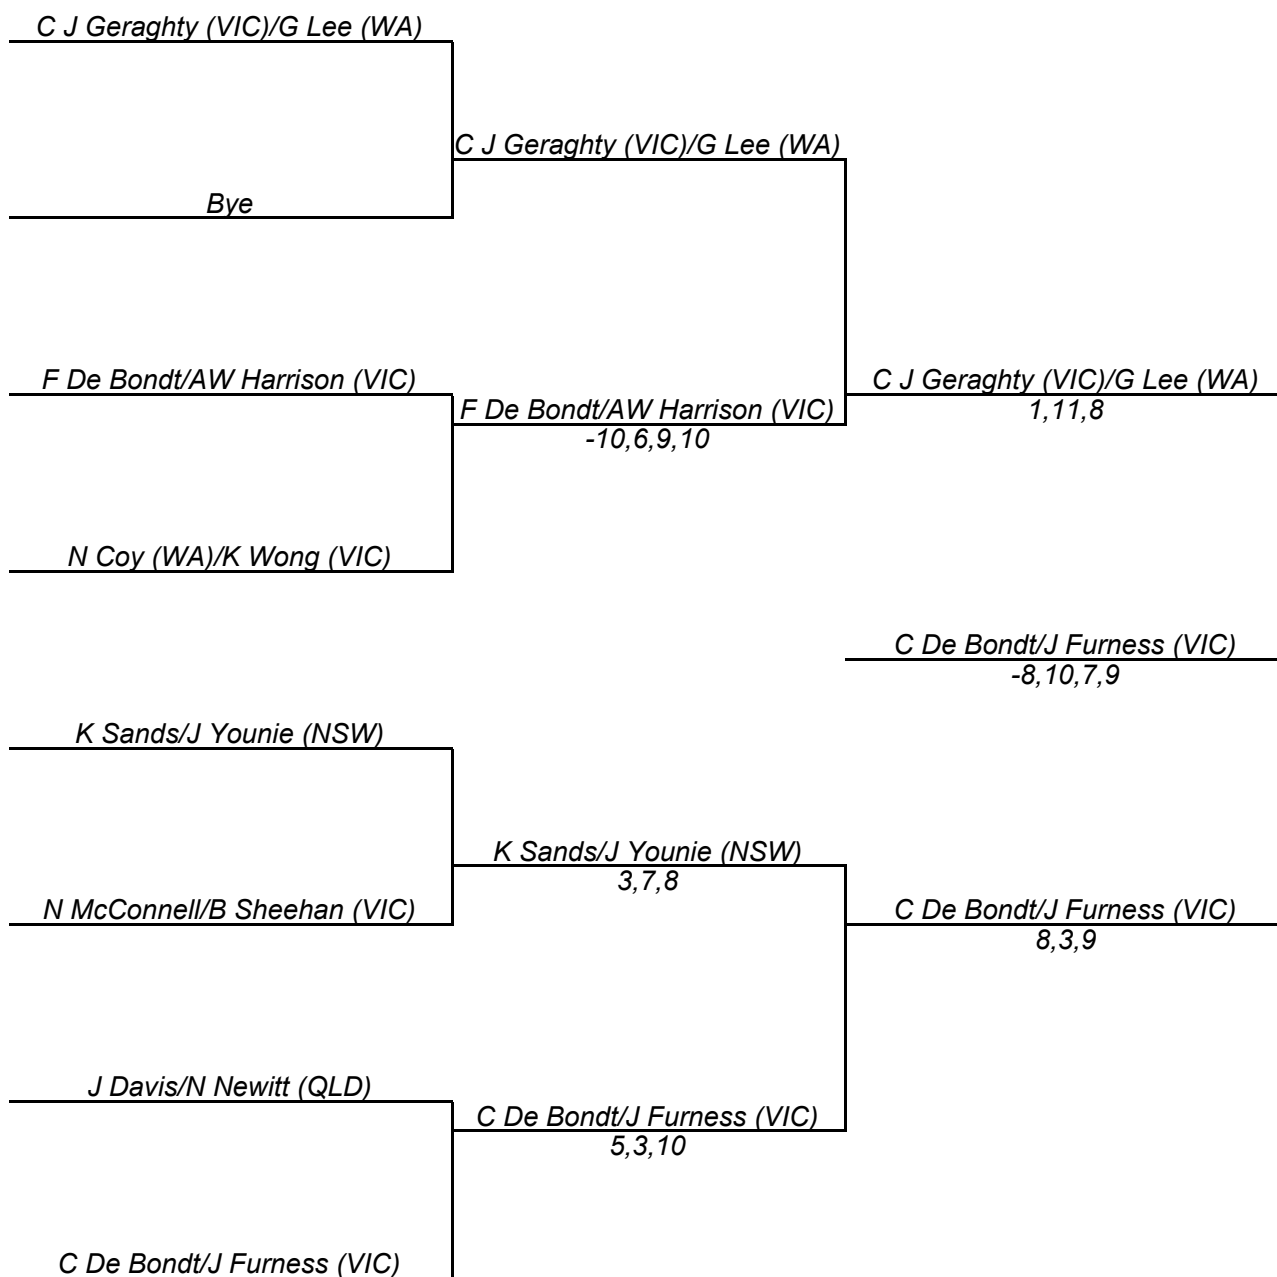 C J Geraghty (VIC)/G Lee (WA)
C J Geraghty (VIC)/G Lee (WA)
Bye
F De Bondt/AW Harrison (VIC)
C J Geraghty (VIC)/G Lee (WA)
F De Bondt/AW Harrison (VIC)
1,11,8
-10,6,9,10
N Coy (WA)/K Wong (VIC)
C De Bondt/J Furness (VIC)
-8,10,7,9
K Sands/J Younie (NSW)
K Sands/J Younie (NSW)
3,7,8
N McConnell/B Sheehan (VIC)
C De Bondt/J Furness (VIC)
8,3,9
J Davis/N Newitt (QLD)
C De Bondt/J Furness (VIC)
5,3,10
C De Bondt/J Furness (VIC)